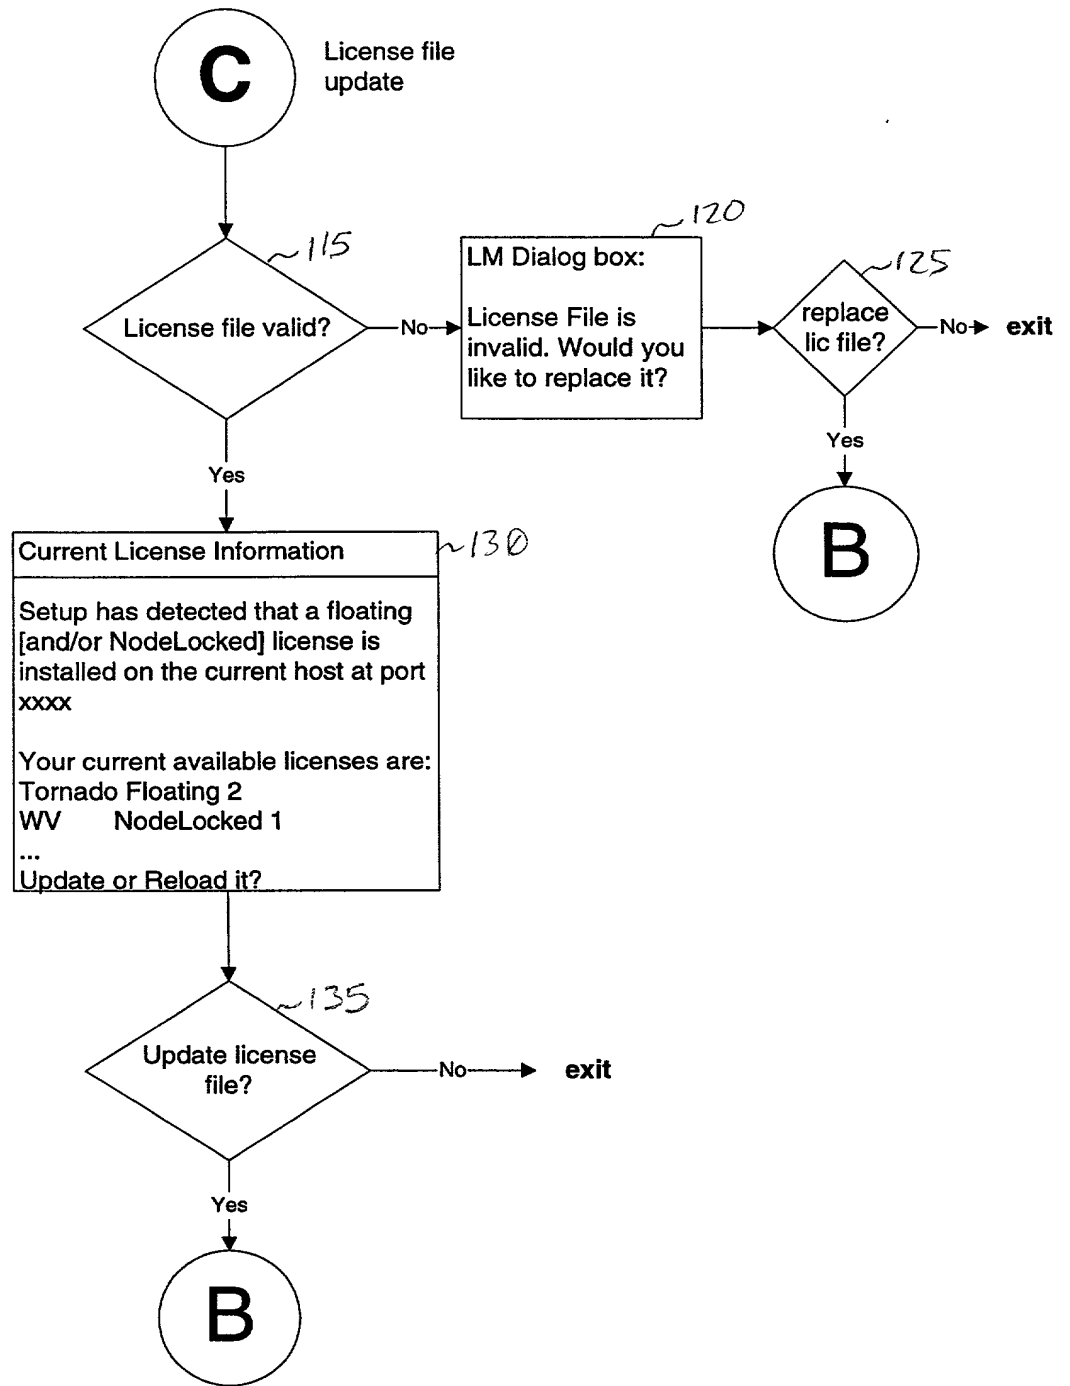 C
License file
update
115
License file valid?
No
120
LM Dialog box:
License File is
invalid. Would you
like to replace it?
125
replace
lic file?
No
exit
Yes
B
Yes
130
Current License Information
Setup has detected that a floating
[and/or NodeLocked] license is
installed on the current host at port
xxxx
Your current available licenses are:
Tornado Floating 2
WV NodeLocked 1
...
Update or Reload it?
135
Update license
file?
No
exit
Yes
B